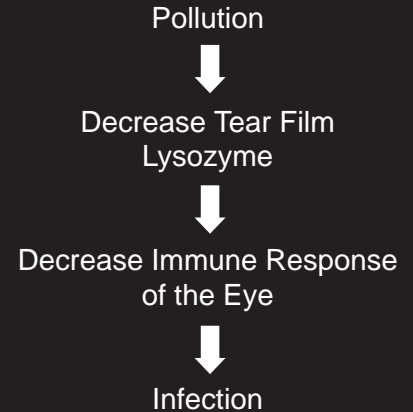 Pollution
Decrease Tear Film
Lysozyme
Decrease Immune Response
of the Eye
Infection